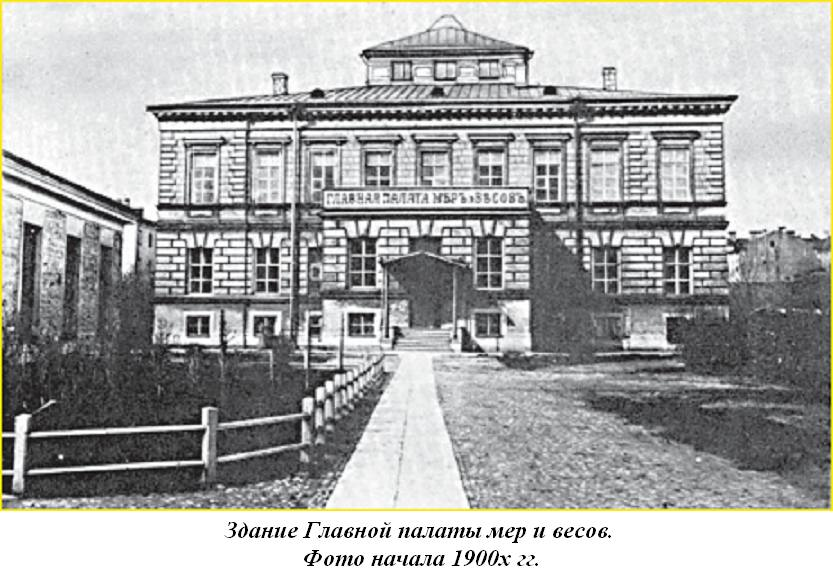 ГЛАВНАЯ ПАЛАТА МѢРЪ и ВѢСОВЪ
Здание Главной палаты мер и весов.
Фото начала 1900х гг.